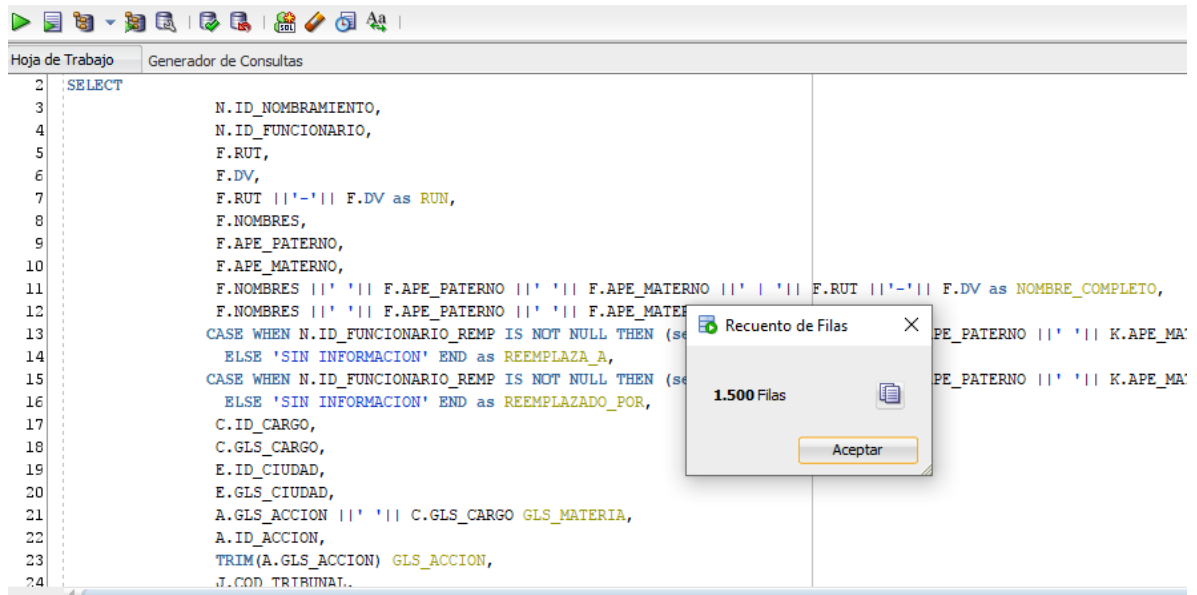 Hoja de Trabajo Generador de Consultas
2 SELECT
3 N.ID_NOMBRAMIENTO,
4 N.ID_FUNCIONARIO,
5 F.RUT,
6 F.DV,
7 F.RUT ||'-'|| F.DV as RUN,
8 F.NOMBRES,
9 F.APE_PATERNO,
10 F.APE_MATERNO,
11 F.NOMBRES ||' '|| F.APE_PATERNO ||' '|| F.APE_MATERNO ||' | '|| F.RUT ||'-'|| F.DV as NOMBRE_COMPLETO,
12 F.NOMBRES ||' '|| F.APE_PATERNO ||' '|| F.APE_MATER
13 CASE WHEN N.ID_FUNCIONARIO_REMP IS NOT NULL THEN (se PE_PATERNO ||' '|| K.APE_MA
14 ELSE 'SIN INFORMACION' END as REEMPLAZA_A,
15 CASE WHEN N.ID_FUNCIONARIO_REMP IS NOT NULL THEN (se PE_PATERNO ||' '|| K.APE_MA
16 ELSE 'SIN INFORMACION' END as REEMPLAZADO_POR,
17 C.ID_CARGO,
18 C.GLS_CARGO,
19 E.ID_CIUDAD,
20 E.GLS_CIUDAD,
21 A.GLS_ACCION ||' '|| C.GLS_CARGO GLS_MATERIA,
22 A.ID_ACCION,
23 TRIM(A.GLS_ACCION) GLS_ACCION,
24 J.COD_TRIBUNAL,
Recuento de Filas
1.500 Filas
Aceptar